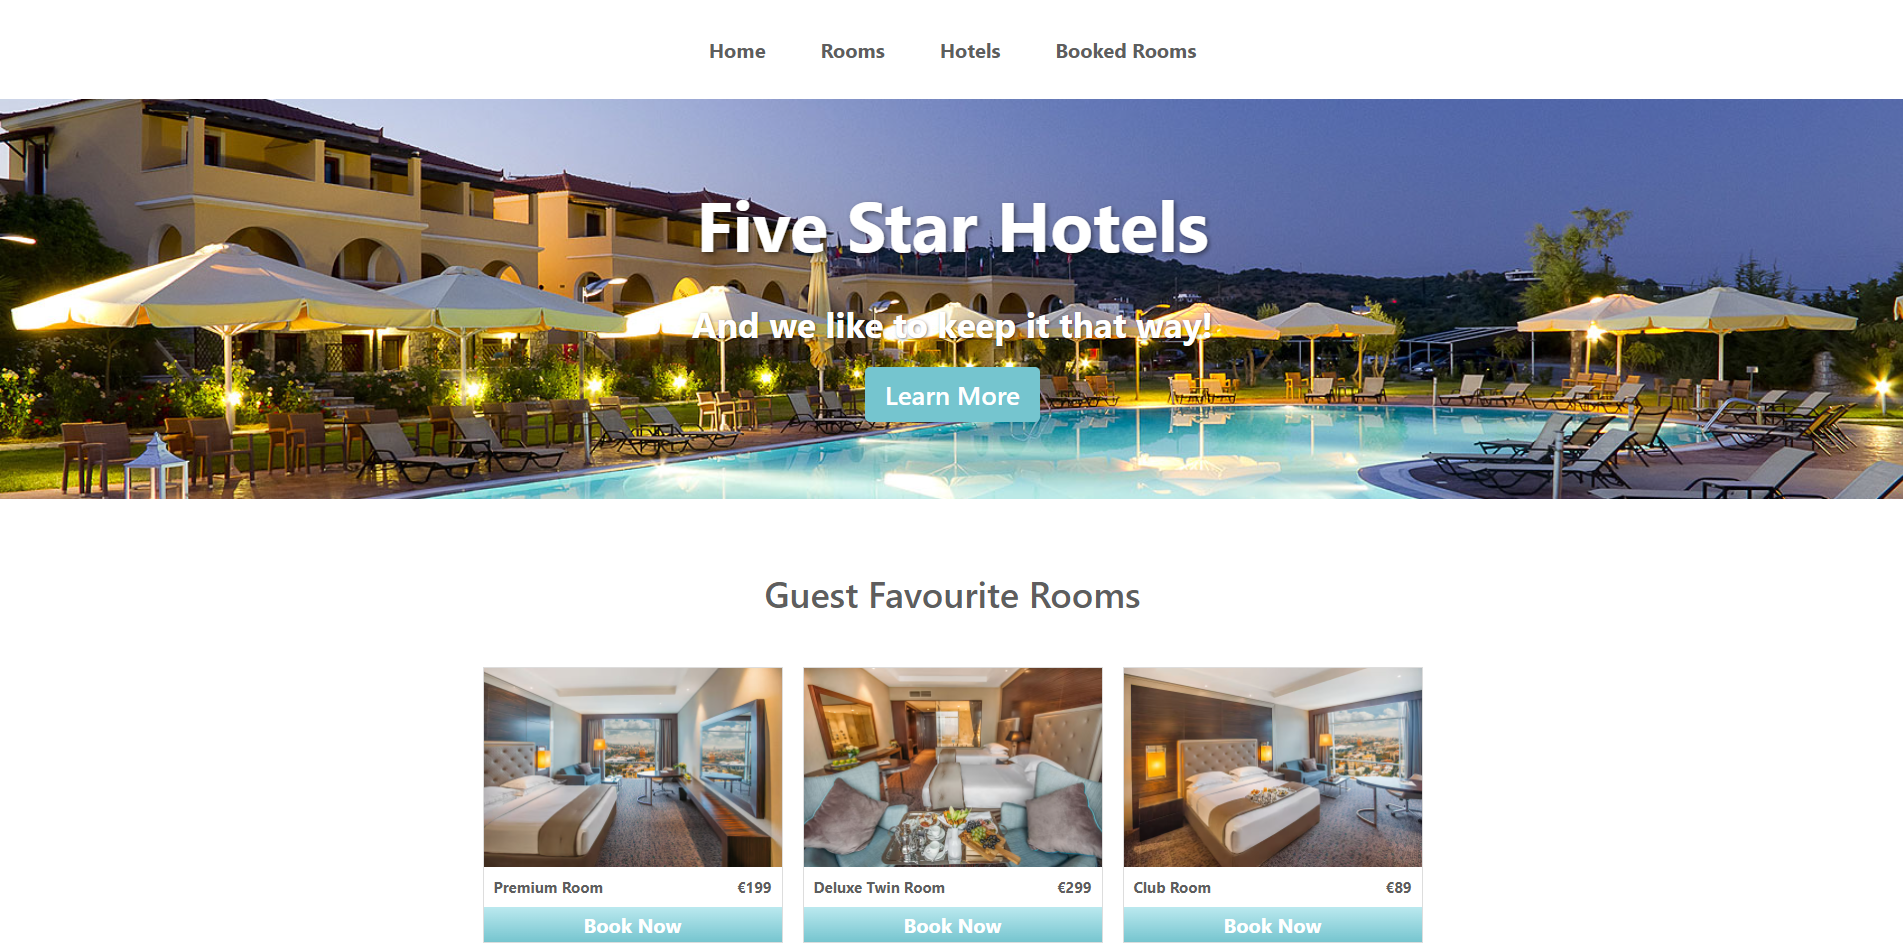 Home Rooms Hotels Booked Rooms
Five Star Hotels
And we like to keep it that way!
Learn More
Guest Favourite Rooms
Premium Room €199
Deluxe Twin Room €299
Club Room €89
Book Now
Book Now
Book Now